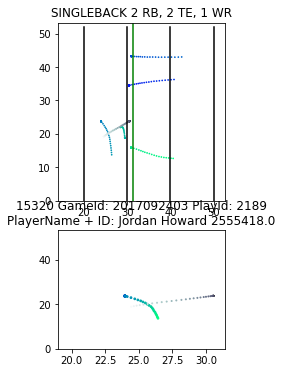 SINGLEBACK 2 RB, 2 TE, 1 WR
50
40
30
20
10
0
20 30 40 50
15320 GameId: 2017092403 PlayId: 2189
PlayerName + ID: Jordan Howard 2555418.0
40
20
0
20.0 22.5 25.0 27.5 30.0